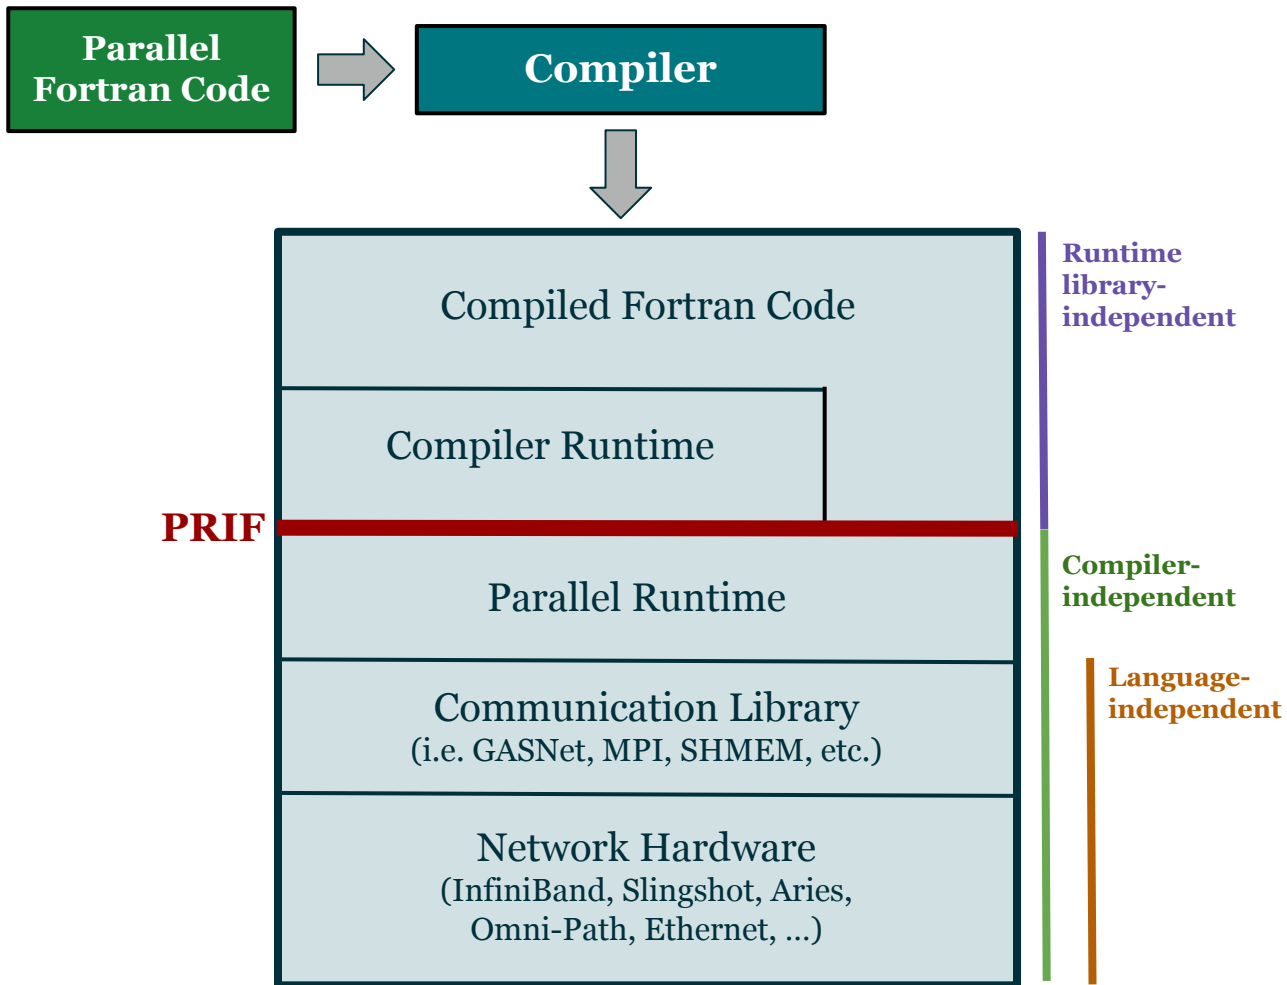 Parallel
Fortran Code
Compiler
Compiled Fortran Code
Runtime
library-
independent
Compiler Runtime
PRIF
Parallel Runtime
Compiler-
independent
Communication Library
(i.e. GASNet, MPI, SHMEM, etc.)
Language-
independent
Network Hardware
(InfiniBand, Slingshot, Aries,
Omni-Path, Ethernet, ...)